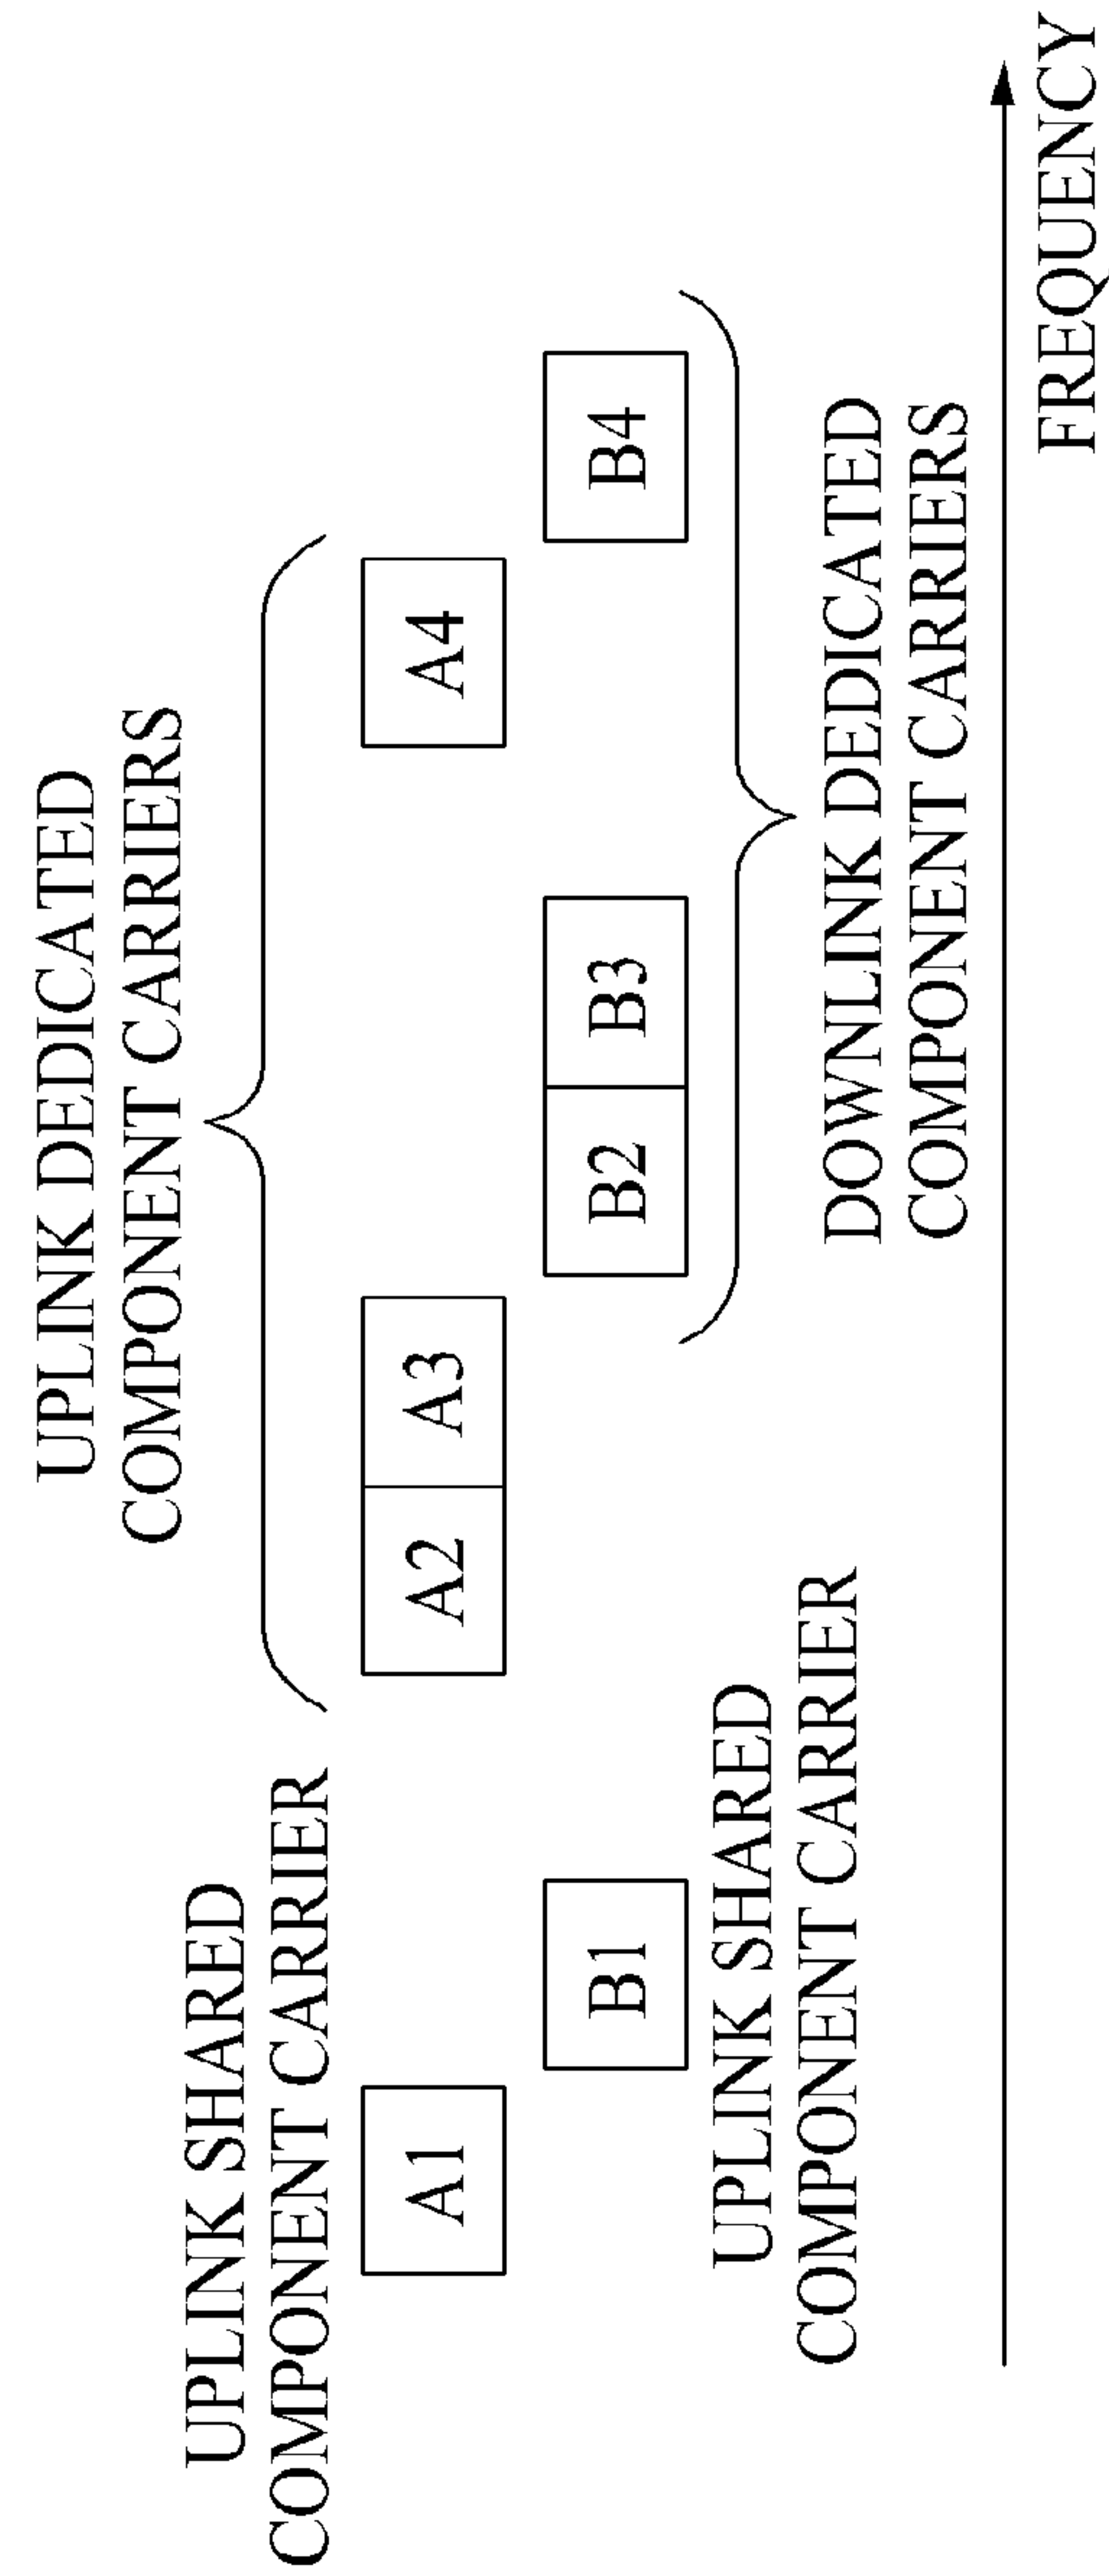 UPLINK DEDICATED
COMPONENT CARRIERS
UPLINK SHARED
COMPONENT CARRIER
A1
A2
A3
A4
B1
B2
B3
B4
UPLINK SHARED
COMPONENT CARRIER
DOWNLINK DEDICATED
COMPONENT CARRIERS
FREQUENCY